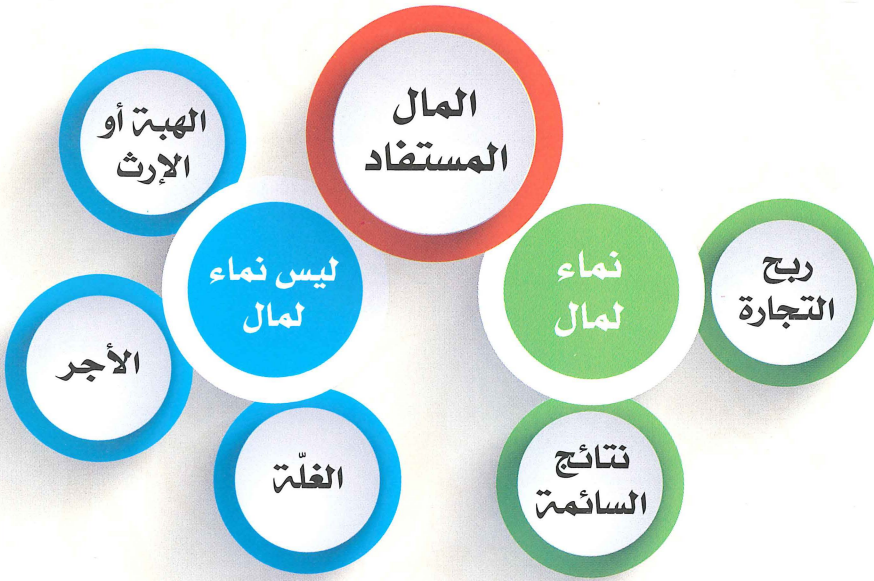 المال
المستفاد
نماء
لمال
ربح
التجارة
نتائج
السائمة
ليس نماء
لمال
الهبة أو
الإرث
الأجر
الغلّة